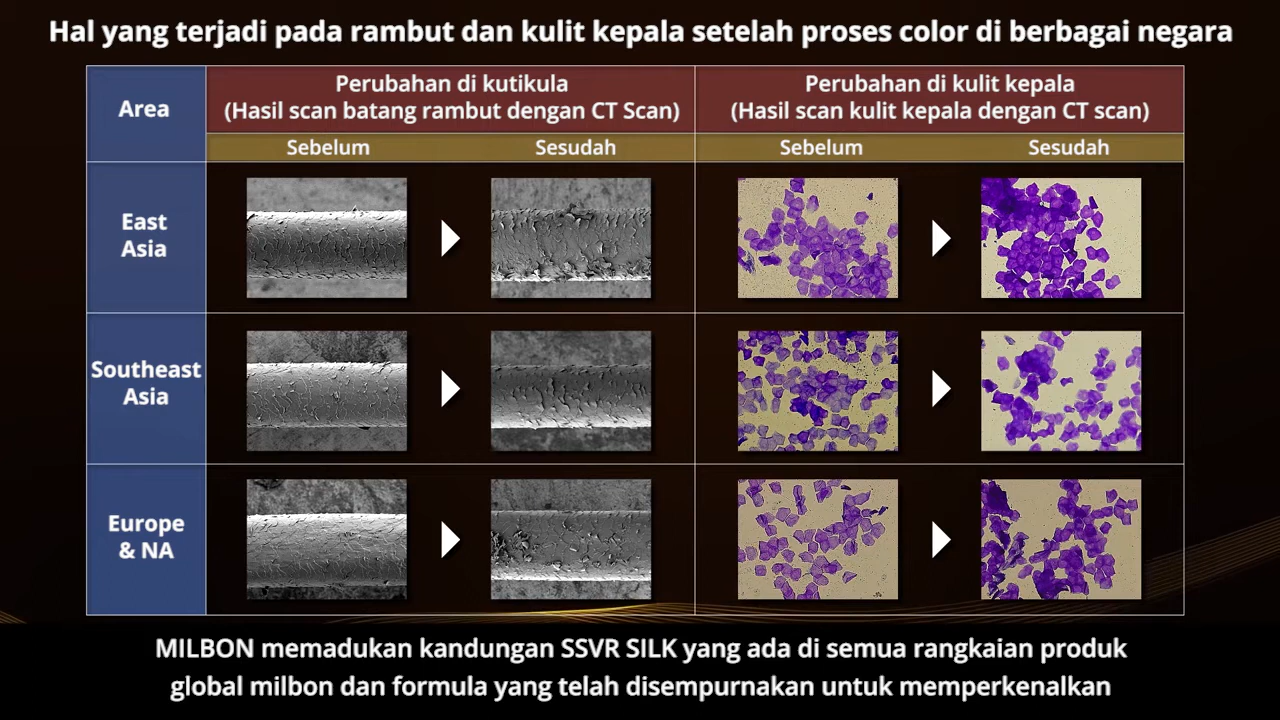 Hal yang terjadi pada rambut dan kulit kepala setelah proses color di berbagai negara
Area
Perubahan di kutikula
(Hasil scan batang rambut dengan CT Scan)
Perubahan di kulit kepala
(Hasil scan kulit kepala dengan CT scan)
Sebelum
Sesudah
Sebelum
Sesudah
East
Asia
Southeast
Asia
Europe
& NA
MILBON memadukan kandungan SSVR SILK yang ada di semua rangkaian produk
global milbon dan formula yang telah disempurnakan untuk memperkenalkan